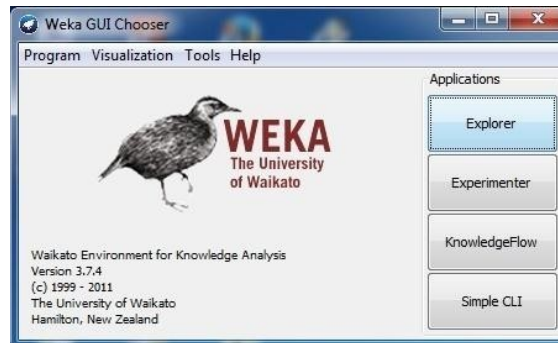 Weka GUI Chooser
Program Visualization Tools Help
Applications
WEKA
The University
of Waikato
Explorer
Experimenter
KnowledgeFlow
Simple CLI
Waikato Environment for Knowledge Analysis
Version 3.7.4
(c) 1999 - 2011
The University of Waikato
Hamilton, New Zealand